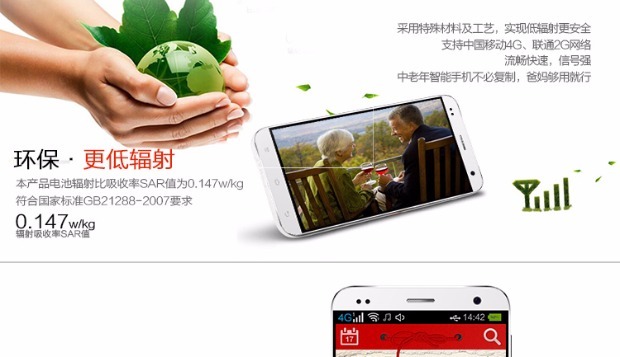 采用特殊材料及工艺，实现低辐射更安全
支持中国移动4G、联通2G网络
流畅快速，信号强
中老年智能手机不必复制，爸妈够用就行
环保·更低辐射
本产品电池辐射比吸收率SAR值为0.147w/kg
符合国家标准GB21288-2007要求
0.147w/kg
辐射吸收率SAR值
4G 14:42
17